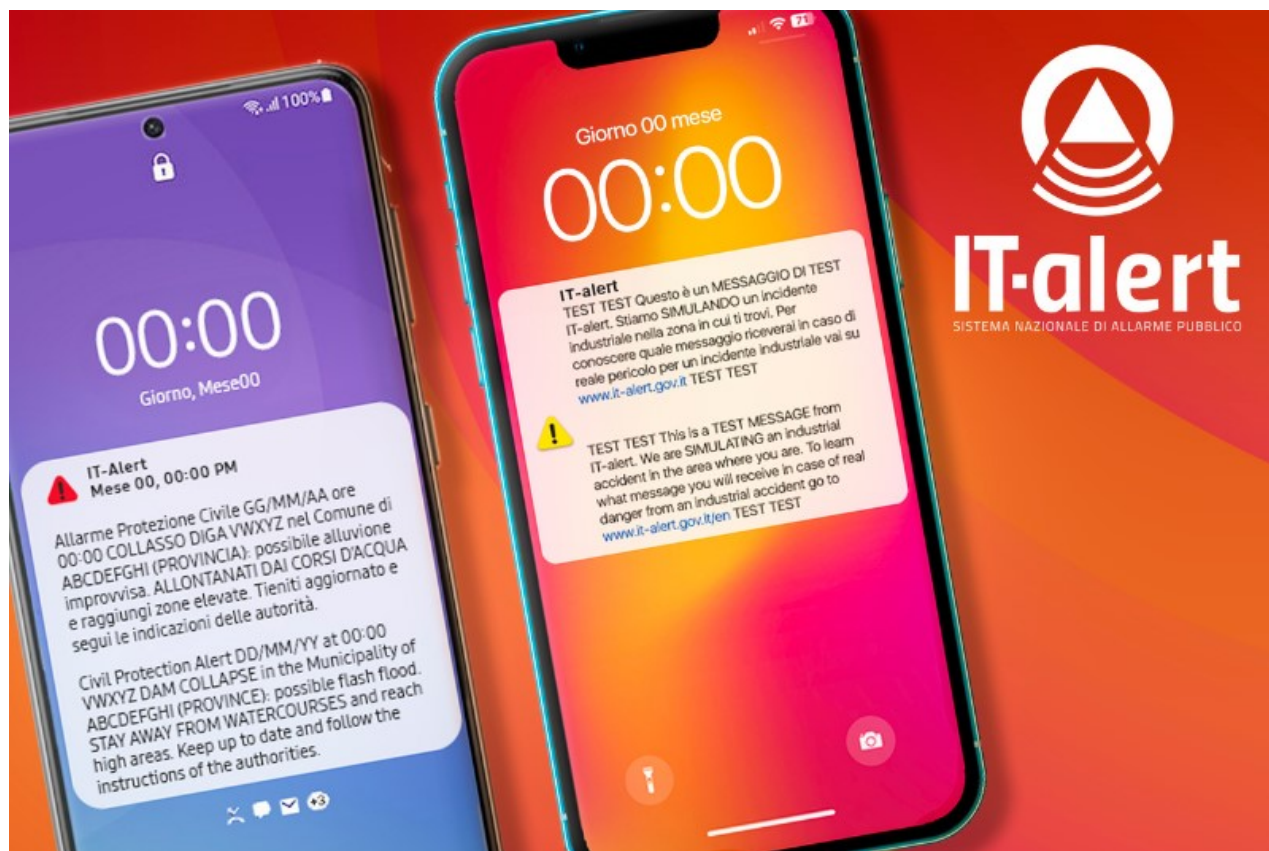 100%
00:00
Giorno, Mese00
IT-Alert
Mese 00, 00:00 PM
Allarme Protezione Civile GG/MM/AA ore
00:00 COLLASSO DIGA VWXYZ nel Comune di
ABCDEFGHI (PROVINCIA): possibile alluvione
improvvisa. ALLONTANATI DAI CORSI D'ACQUA
e raggiungi zone elevate. Tieniti aggiornato e
segui le indicazioni delle autorità.
Civil Protection Alert DD/MM/YY at 00:00
VWXYZ DAM COLLAPSE in the Municipality of
ABCDEFGHI (PROVINCE): possible flash flood.
STAY AWAY FROM WATERCOURSES and reach
high areas. Keep up to date and follow the
instructions of the authorities.
+3
71
Giorno 00 mese
00:00
IT-alert
TEST TEST Questo è un MESSAGGIO DI TEST
IT-alert. Stiamo SIMULANDO un incidente
industriale nella zona in cui ti trovi. Per
conoscere quale messaggio riceverai in caso di
reale pericolo per un incidente industriale vai su
www.it-alert.gov.it TEST TEST
TEST TEST This is a TEST MESSAGE from
IT-alert. We are SIMULATING an industrial
accident in the area where you are. To learn
what message you will receive in case of real
danger from an industrial accident go to
www.it-alert.gov.it/en TEST TEST
IT-alert
SISTEMA NAZIONALE DI ALLARME PUBBLICO